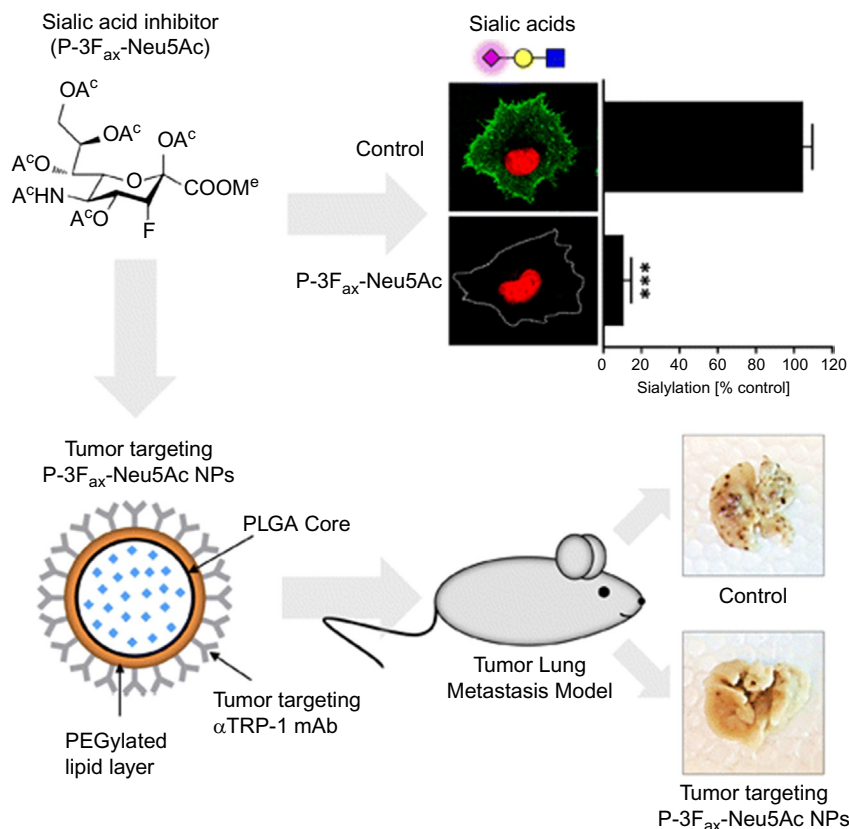 Sialic acid inhibitor
(P-3Fax-Neu5Ac)
OAc
OAc
OAc
AcO
O
COOMe
AcHN
AcO
F
Sialic acids
Control
P-3Fax-Neu5Ac
***
0 20 40 60 80 100 120
Sialylation [% control]
Tumor targeting
P-3Fax-Neu5Ac NPs
PLGA Core
Tumor targeting
αTRP-1 mAb
PEGylated
lipid layer
Tumor Lung
Metastasis Model
Control
Tumor targeting
P-3Fax-Neu5Ac NPs